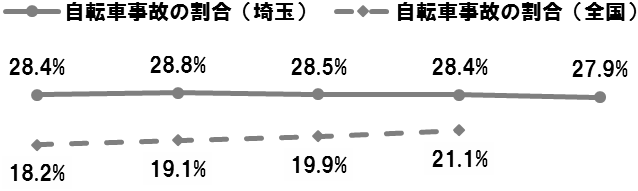 自転車事故の割合（埼玉） 自転車事故の割合（全国）
28.4% 28.8% 28.5% 28.4% 27.9%
18.2% 19.1% 19.9% 21.1%